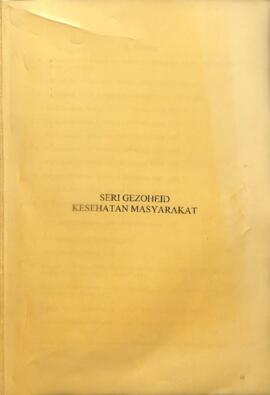 SERI GEZOHEID
KESEHATAN MASYARAKAT